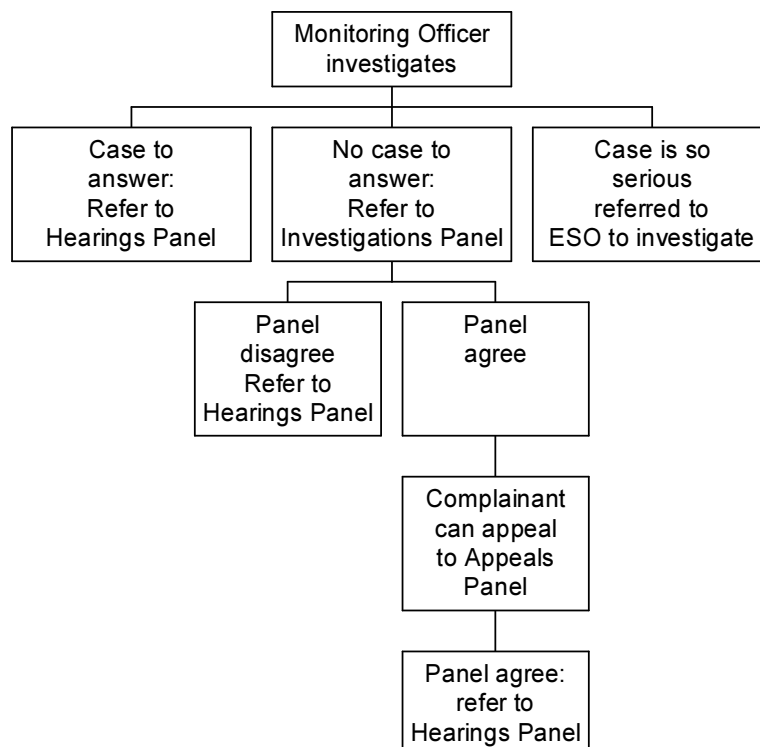 Monitoring Officer
investigates
Case to
answer:
Refer to
Hearings Panel
No case to
answer:
Refer to
Investigations Panel
Case is so
serious
referred to
ESO to investigate
Panel
disagree
Refer to
Hearings Panel
Panel
agree
Complainant
can appeal
to Appeals
Panel
Panel agree:
refer to
Hearings Panel